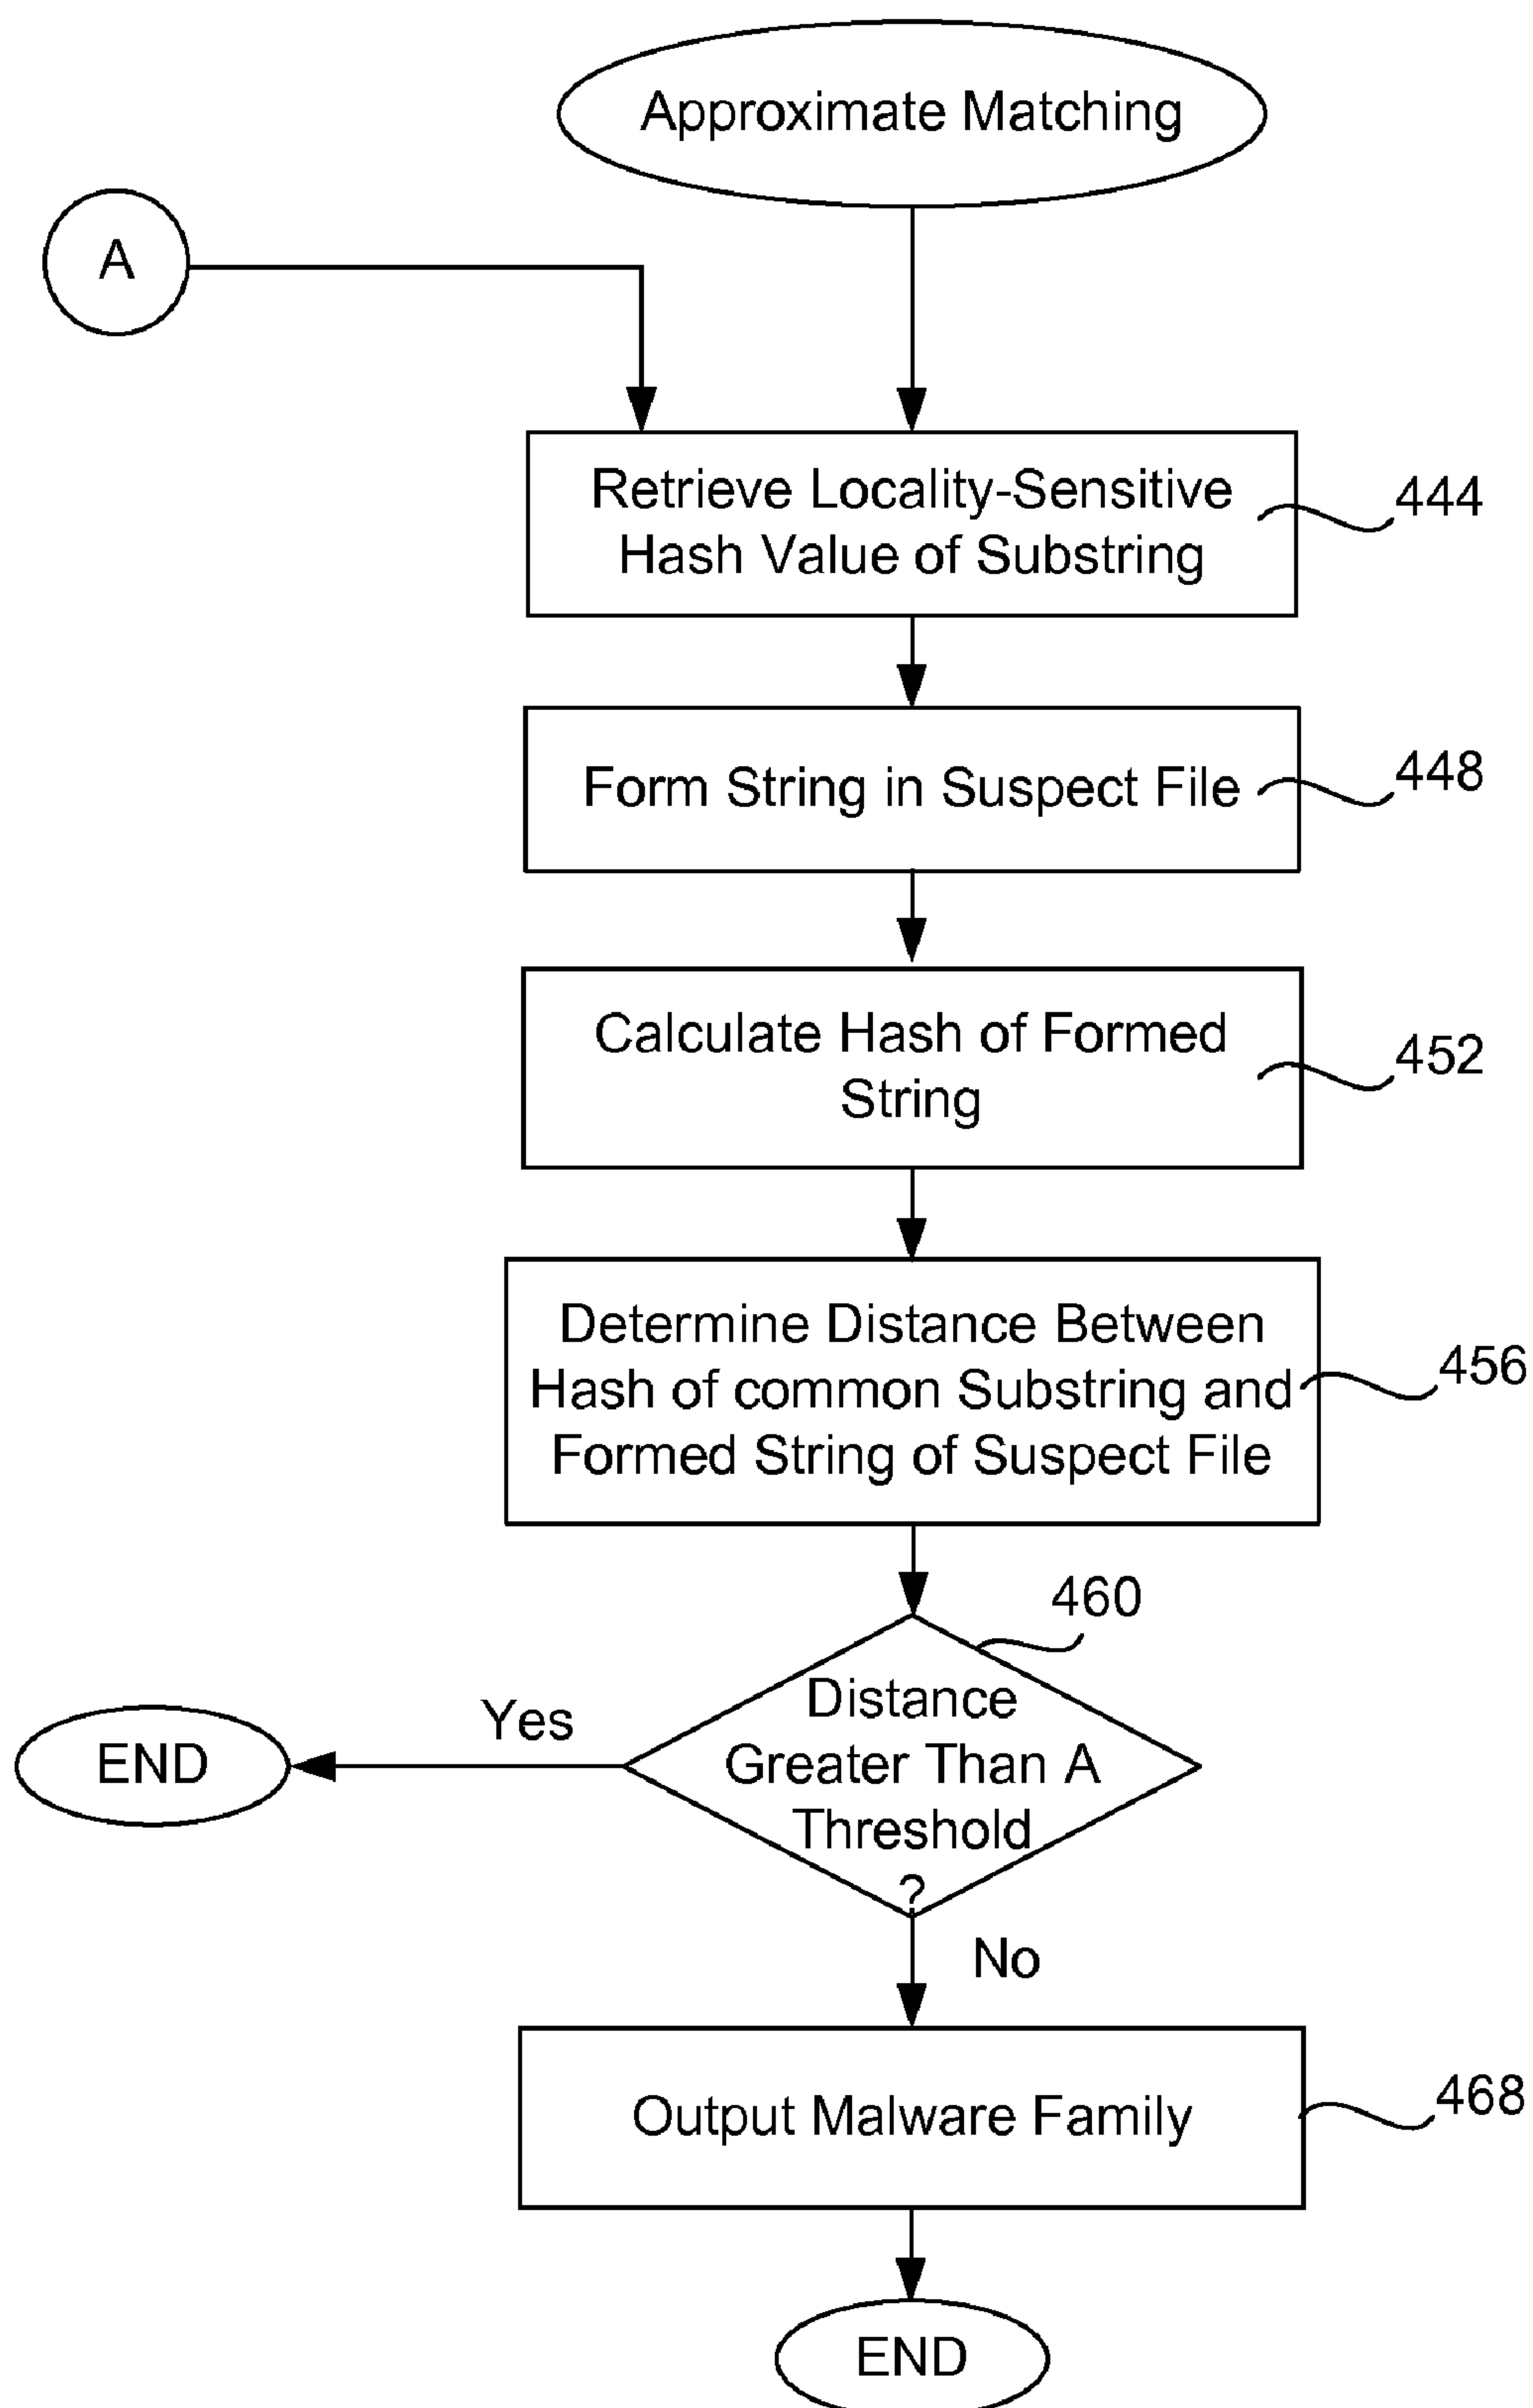 Approximate Matching
A
Retrieve Locality-Sensitive
Hash Value of Substring
444
Form String in Suspect File
448
Calculate Hash of Formed
String
452
Determine Distance Between
Hash of common Substring and
Formed String of Suspect File
456
460
Distance
Greater Than A
Threshold
?
Yes
END
No
Output Malware Family
468
END